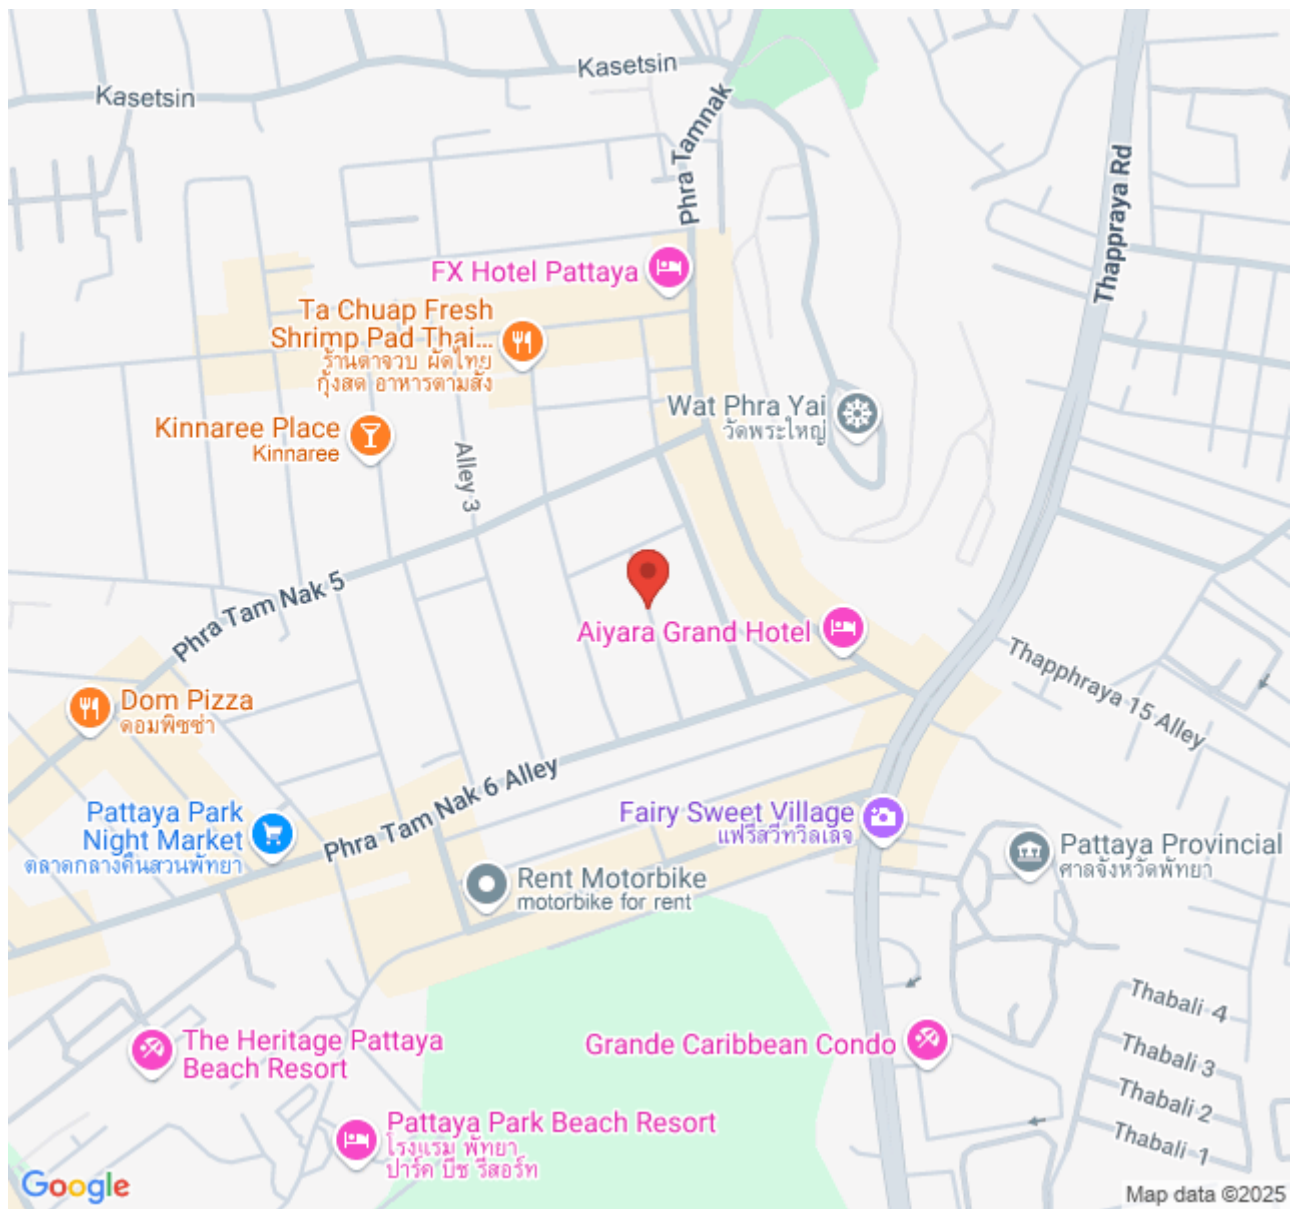 Kasetsin
Kasetsin
Phra Tamnak
Thappraya Rd
FX Hotel Pattaya
Ta Chuap Fresh
Shrimp Pad Thai...
ร้านตาจวบ ผัดไทย
กุ้งสด อาหารตามสั่ง
Wat Phra Yai
วัดพระใหญ่
Kinnaree Place
Kinnaree
Alley 3
Phra Tam Nak 5
Aiyara Grand Hotel
Thapphraya 15 Alley
Dom Pizza
ดอมพิซซ่า
Phra Tam Nak 6 Alley
Pattaya Park
Night Market
ตลาดกลางคืนสวนพัทยา
Fairy Sweet Village
แฟรี่สวีทวิลเลจ
Pattaya Provincial
ศาลจังหวัดพัทยา
Rent Motorbike
motorbike for rent
Thabali 4
The Heritage Pattaya
Beach Resort
Grande Caribbean Condo
Thabali 3
Thabali 2
Pattaya Park Beach Resort
โรงแรม พัทยา
ปาร์ค บีช รีสอร์ท
Thabali 1
Google
Map data ©2025